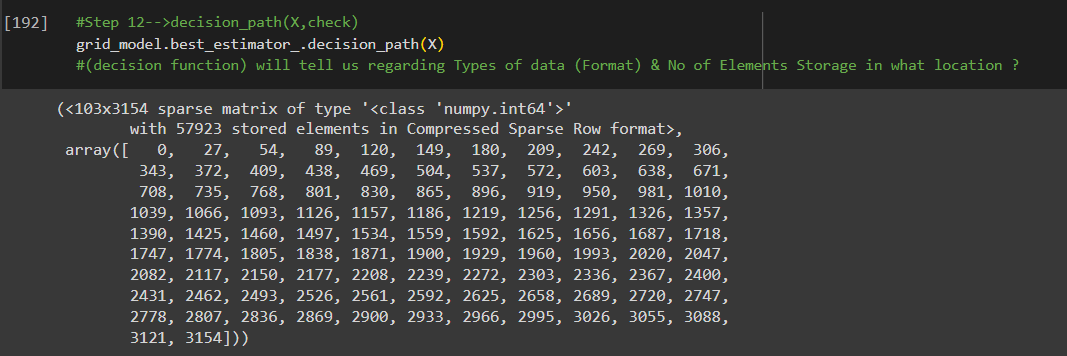 [192] #Step 12-->decision_path(X,check)
grid_model.best_estimator_.decision_path(X)
#(decision function) will tell us regarding Types of data (Format) & No of Elements Storage in what location ?
(<103x3154 sparse matrix of type '<class 'numpy.int64'>'
with 57923 stored elements in Compressed Sparse Row format>,
array([ 0, 27, 54, 89, 120, 149, 180, 209, 242, 269, 306,
343, 372, 409, 438, 469, 504, 537, 572, 603, 638, 671,
708, 735, 768, 801, 830, 865, 896, 919, 950, 981, 1010,
1039, 1066, 1093, 1126, 1157, 1186, 1219, 1256, 1291, 1326, 1357,
1390, 1425, 1460, 1497, 1534, 1559, 1592, 1625, 1656, 1687, 1718,
1747, 1774, 1805, 1838, 1871, 1900, 1929, 1960, 1993, 2020, 2047,
2082, 2117, 2150, 2177, 2208, 2239, 2272, 2303, 2336, 2367, 2400,
2431, 2462, 2493, 2526, 2561, 2592, 2625, 2658, 2689, 2720, 2747,
2778, 2807, 2836, 2869, 2900, 2933, 2966, 2995, 3026, 3055, 3088,
3121, 3154]))